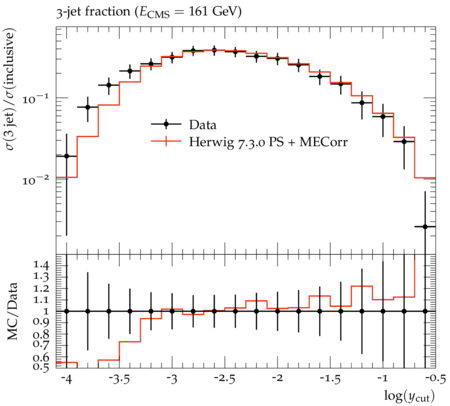 3-jet fraction (E_CMS = 161 GeV)
σ(3 jet)/σ(inclusive)
10⁻¹
10⁻²
Data
Herwig 7.3.0 PS + MECorr
MC/Data
1.4
1.3
1.2
1.1
1
0.9
0.8
0.7
0.6
0.5
-4 -3.5 -3 -2.5 -2 -1.5 -1 -0.5
log(y_cut)